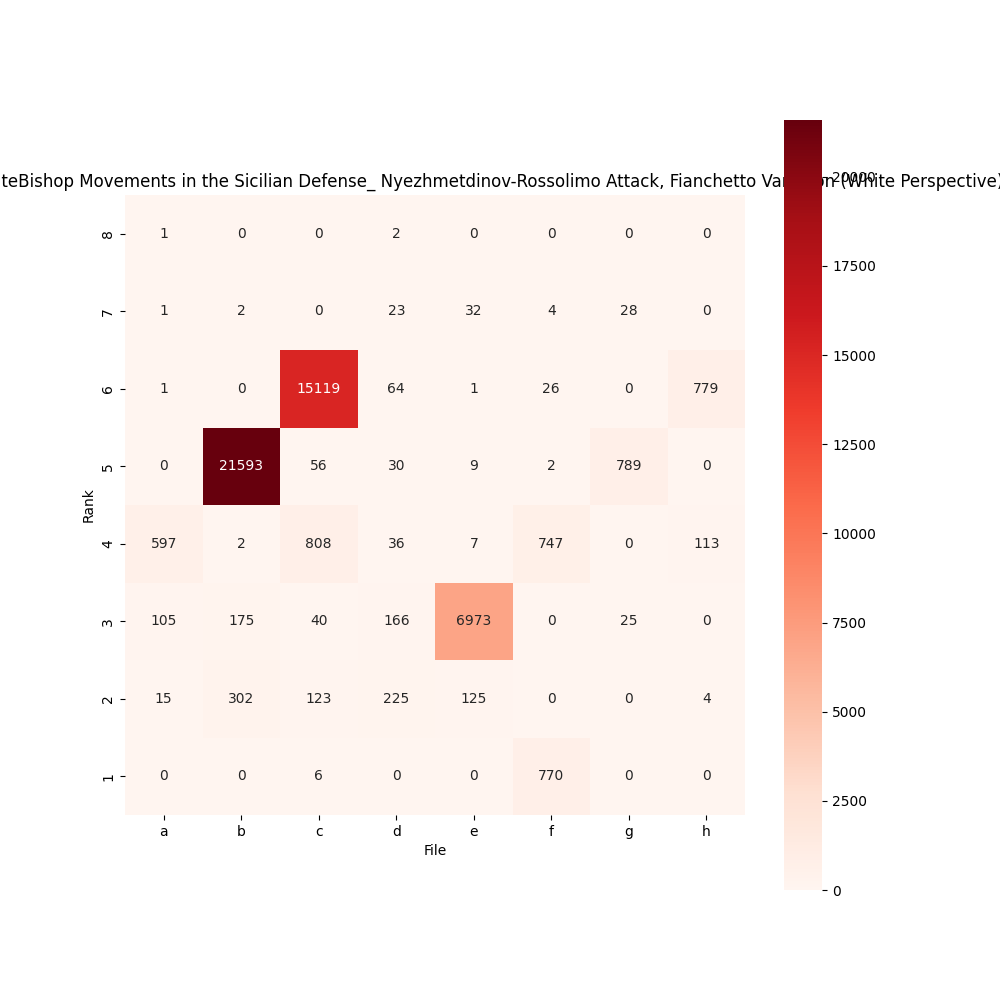 teBishop Movements in the Sicilian Defense_ Nyezhmetdinov-Rossolimo Attack, Fianchetto (White Perspective)
8 1 0 0 2 0 0 0 0
7 1 2 0 23 32 4 28 0
6 1 0 15119 64 1 26 0 779
5 0 21593 56 30 9 2 789 0
4 597 2 808 36 7 747 0 113
3 105 175 40 166 6973 0 25 0
2 15 302 123 225 125 0 0 4
1 0 0 6 0 0 770 0 0
a b c d e f g h
File
Rank
20000
17500
15000
12500
10000
7500
5000
2500
0